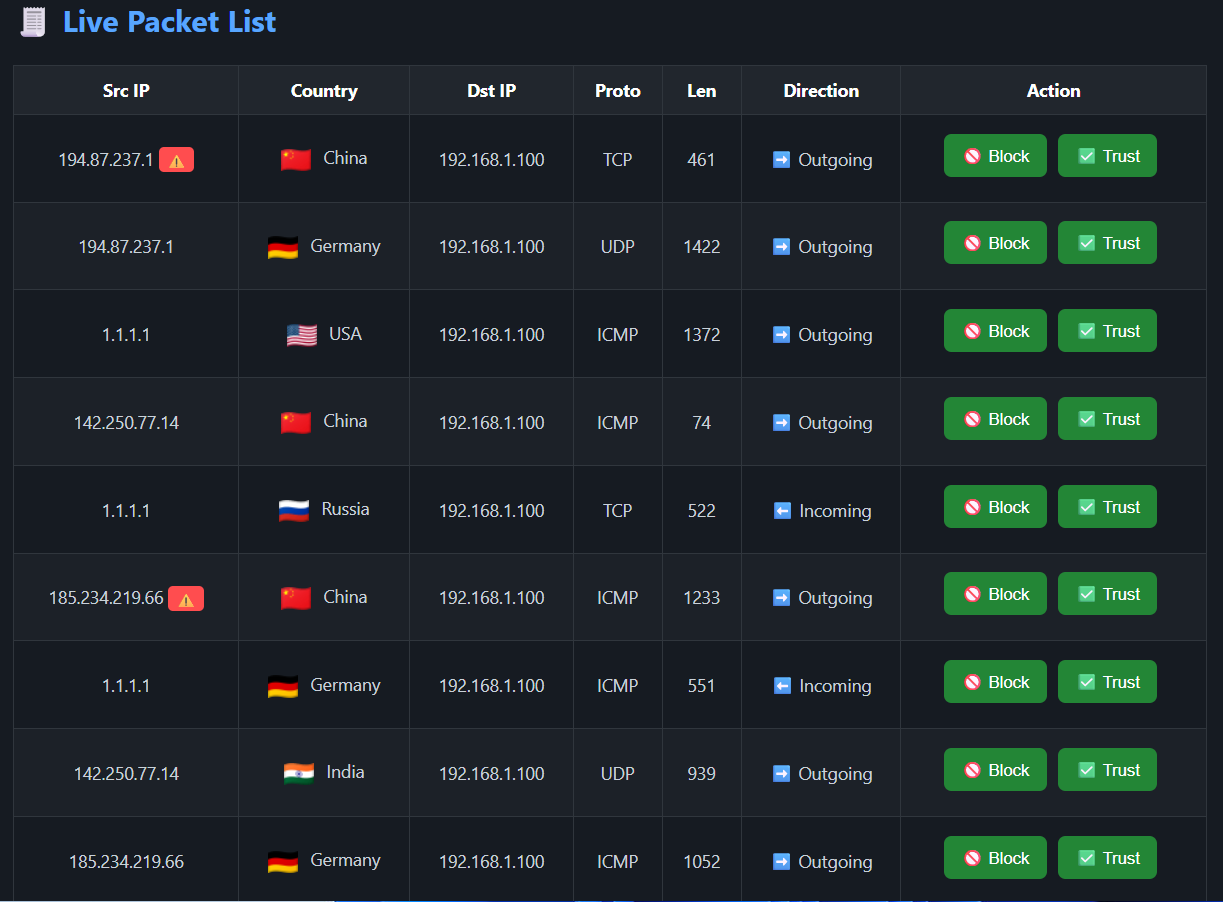 Live Packet List
Src IP Country Dst IP Proto Len Direction Action
194.87.237.1 China 192.168.1.100 TCP 461 Outgoing Block Trust
194.87.237.1 Germany 192.168.1.100 UDP 1422 Outgoing Block Trust
1.1.1.1 USA 192.168.1.100 ICMP 1372 Outgoing Block Trust
142.250.77.14 China 192.168.1.100 ICMP 74 Outgoing Block Trust
1.1.1.1 Russia 192.168.1.100 TCP 522 Incoming Block Trust
185.234.219.66 China 192.168.1.100 ICMP 1233 Outgoing Block Trust
1.1.1.1 Germany 192.168.1.100 ICMP 551 Incoming Block Trust
142.250.77.14 India 192.168.1.100 UDP 939 Outgoing Block Trust
185.234.219.66 Germany 192.168.1.100 ICMP 1052 Outgoing Block Trust